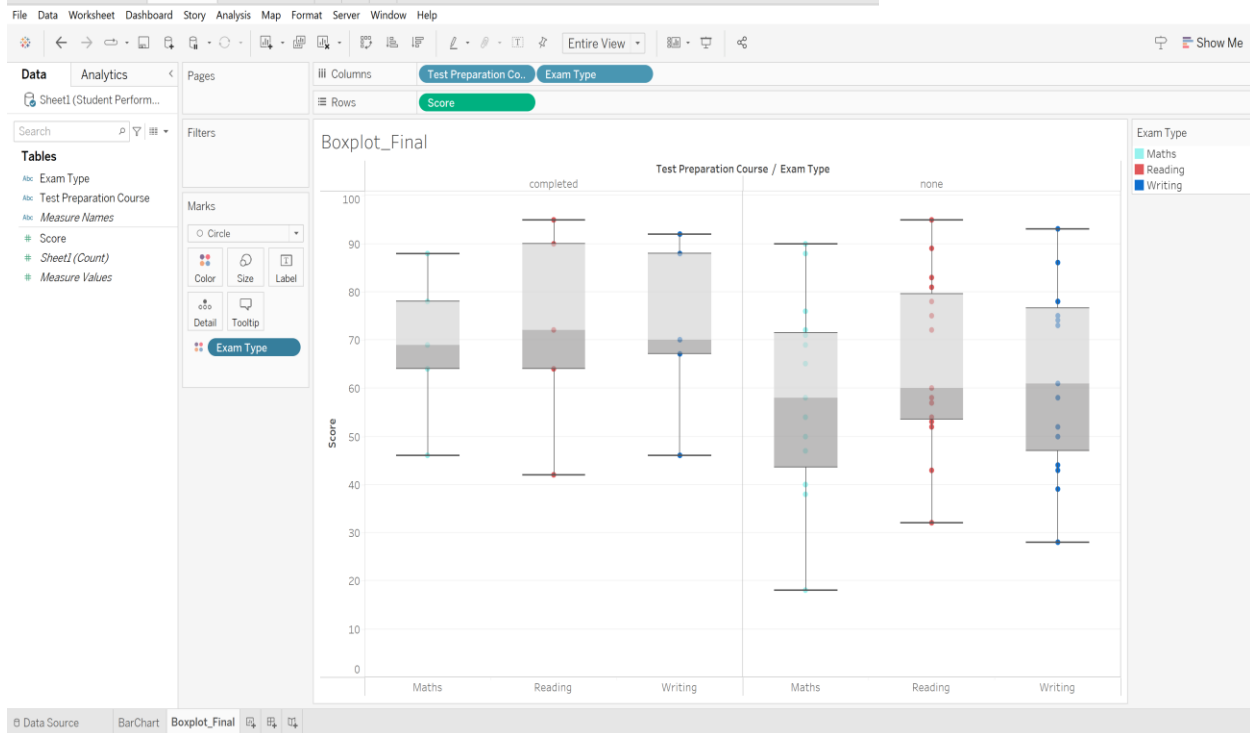 File Data Worksheet Dashboard Story Analysis Map Format Server Window Help
Entire View
Show Me
Data Analytics
Pages
Columns Test Preparation Co.. Exam Type
Sheet1 (Student Perform...
Rows Score
Search
Filters
Boxplot_Final
Exam Type
Tables
Maths
Abc Exam Type
Reading
Abc Test Preparation Course
Writing
Abc Measure Names
Marks
# Score
Circle
# Sheet1 (Count)
# Measure Values
Color Size Label
Detail Tooltip
Exam Type
Test Preparation Course / Exam Type
completed none
100
90
80
70
60
Score
50
40
30
20
10
0
Maths Reading Writing Maths Reading Writing
Data Source BarChart Boxplot_Final